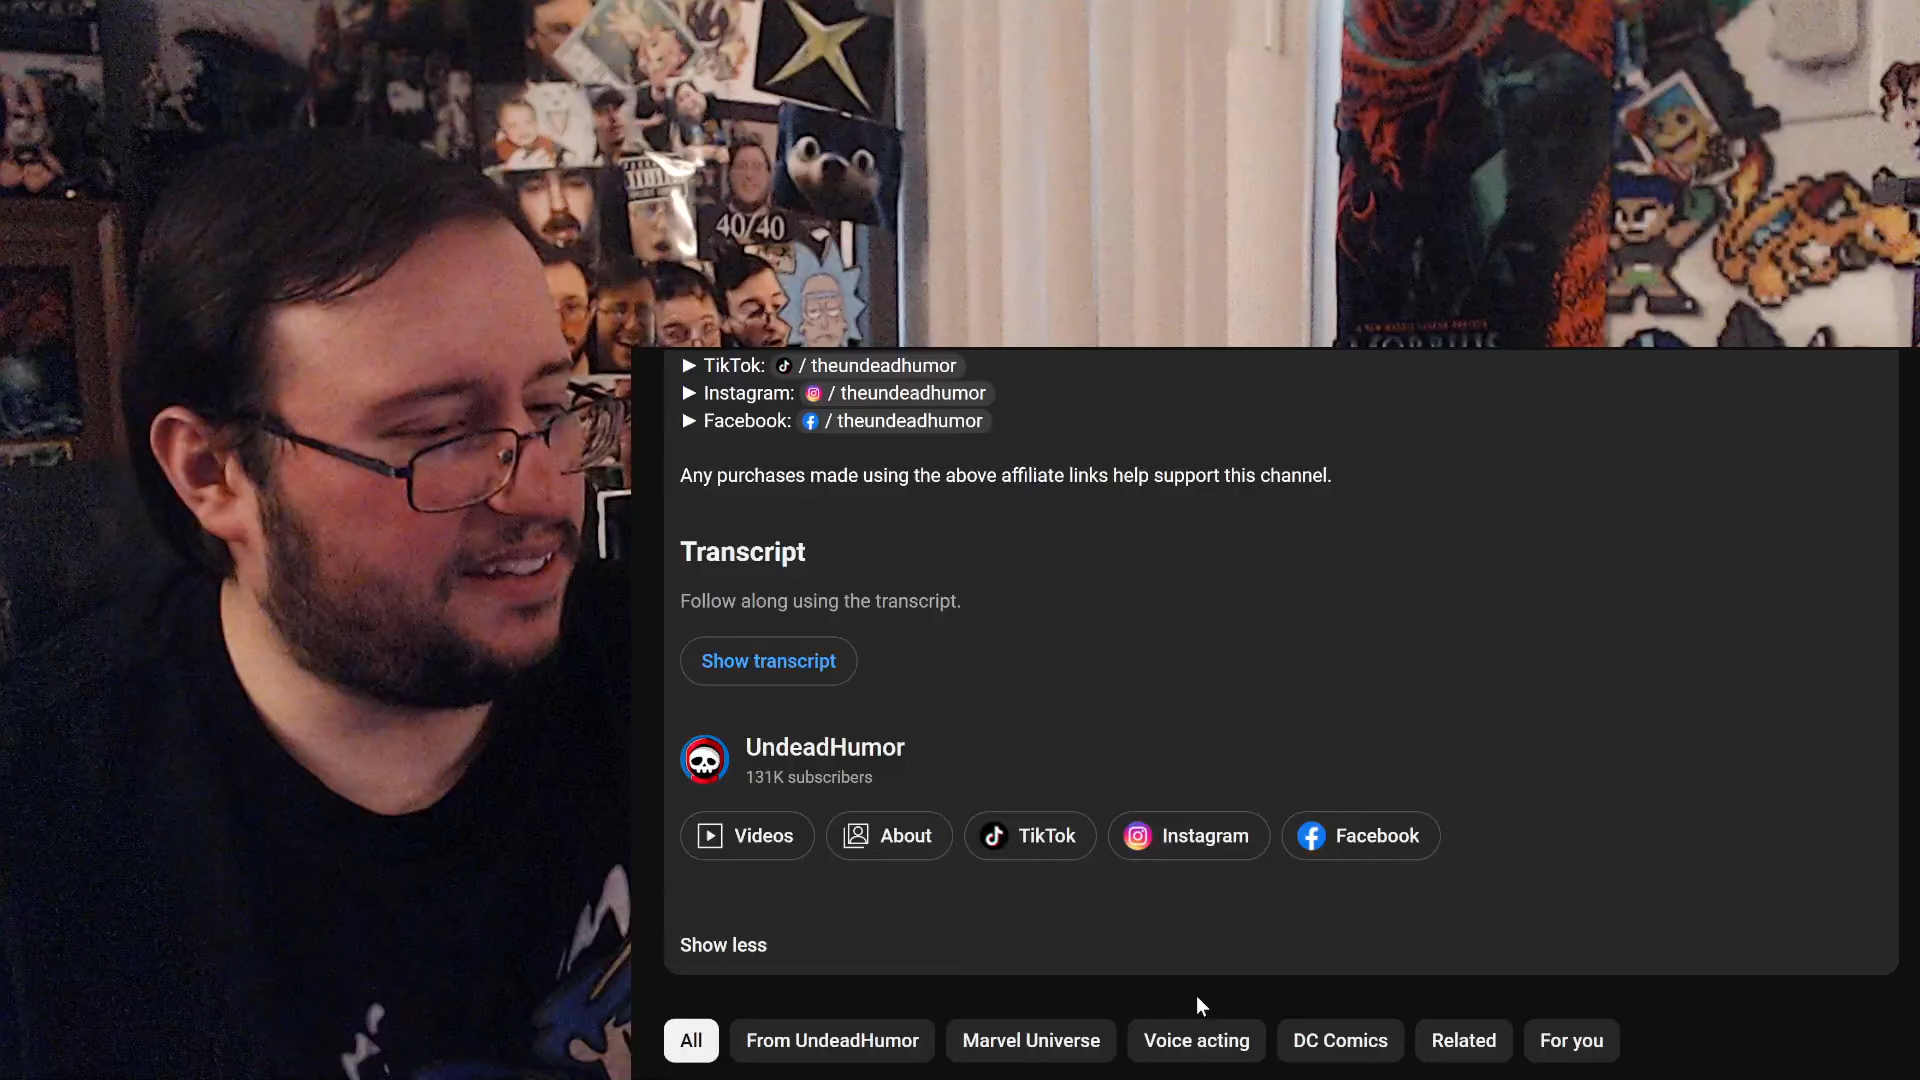 40/40
► TikTok: / theundeadhumor
► Instagram: / theundeadhumor
► Facebook: / theundeadhumor
Any purchases made using the above affiliate links help support this channel.
Transcript
Follow along using the transcript.
Show transcript
UndeadHumor
131K subscribers
Videos About TikTok Instagram Facebook
Show less
All From UndeadHumor Marvel Universe Voice acting DC Comics Related For you